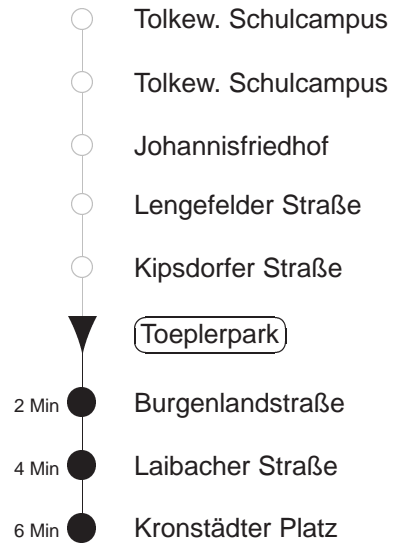 Tolkew. Schulcampus
Tolkew. Schulcampus
Johannisfriedhof
Lengefelder Straße
Kipsdorfer Straße
Toeplerpark
2 Min Burgenlandstraße
4 Min Laibacher Straße
6 Min Kronstädter Platz